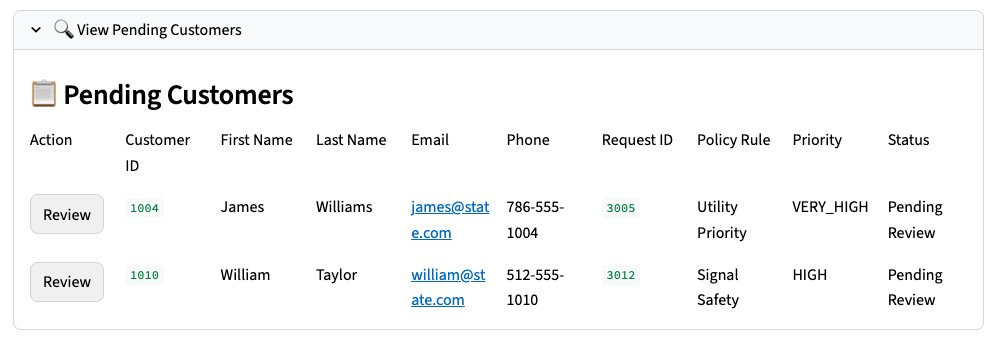 View Pending Customers
Pending Customers
Action Customer ID First Name Last Name Email Phone Request ID Policy Rule Priority Status
Review 1004 James Williams james@state.com 786-555-1004 3005 Utility Priority VERY_HIGH Pending Review
Review 1010 William Taylor william@state.com 512-555-1010 3012 Signal Safety HIGH Pending Review